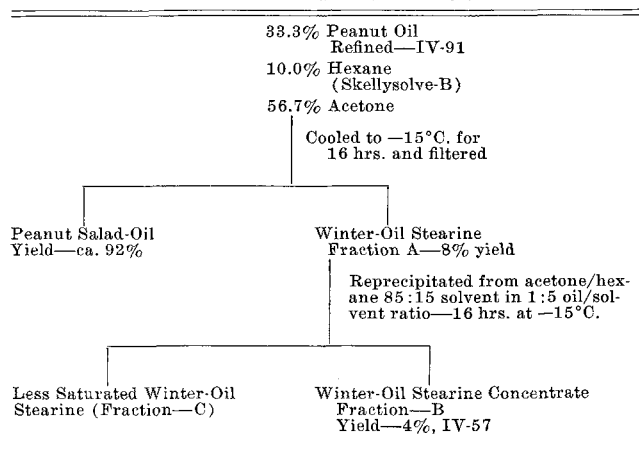 33.3% Peanut Oil
Refined—IV-91
10.0% Hexane
(Skellysolve-B)
56.7% Acetone
Cooled to —15°C. for
16 hrs. and filtered
Peanut Salad-Oil
Yield—ca. 92%
Winter-Oil Stearine
Fraction A—8% yield
Reprecipitated from acetone/hex-
ane 85:15 solvent in 1:5 oil/sol-
vent ratio—16 hrs. at —15°C.
Less Saturated Winter-Oil
Stearine (Fraction—C)
Winter-Oil Stearine Concentrate
Fraction—B
Yield—4%, IV-57